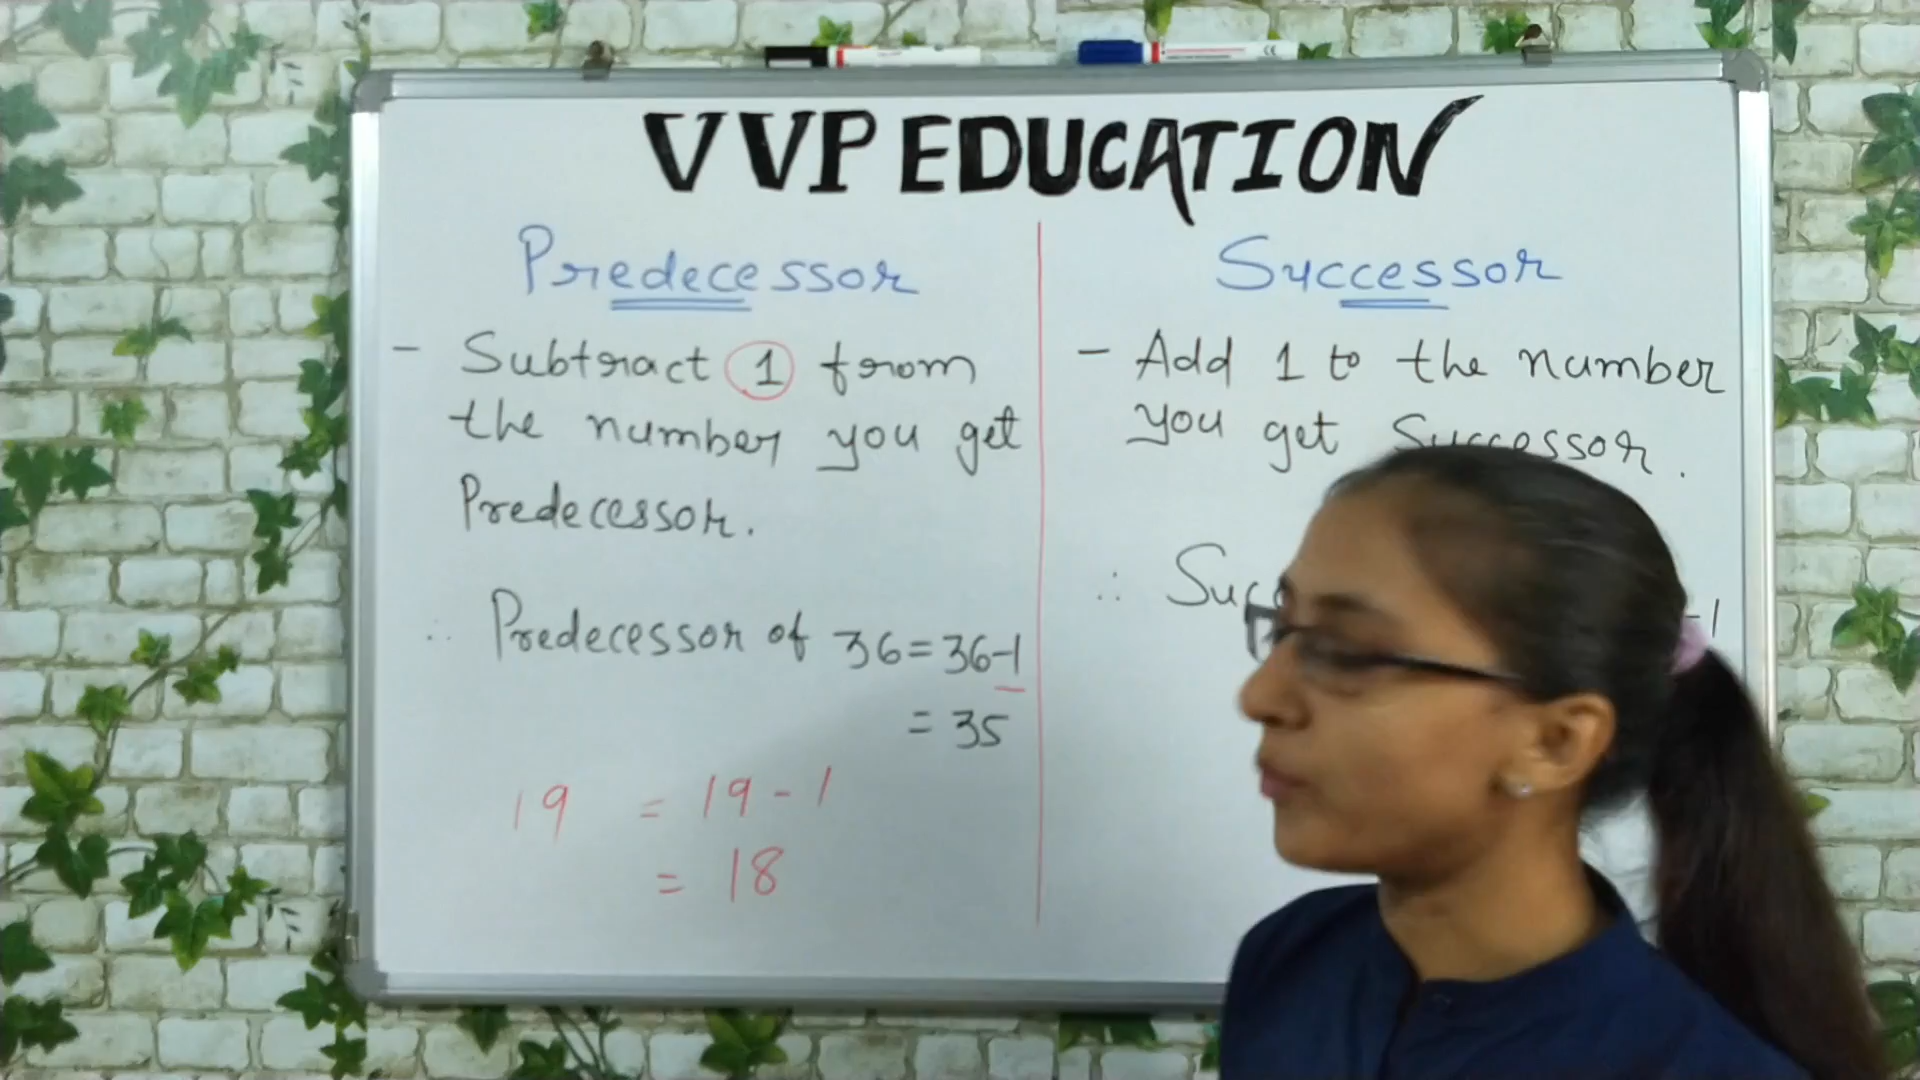 VVP EDUCATION
Predecessor
- Subtract 1 from
the number you get
Predecessor.
∴ Predecessor of 36 = 36-1
= 35
19 = 19 - 1
= 18
Successor
- Add 1 to the number
you get Successor.
∴